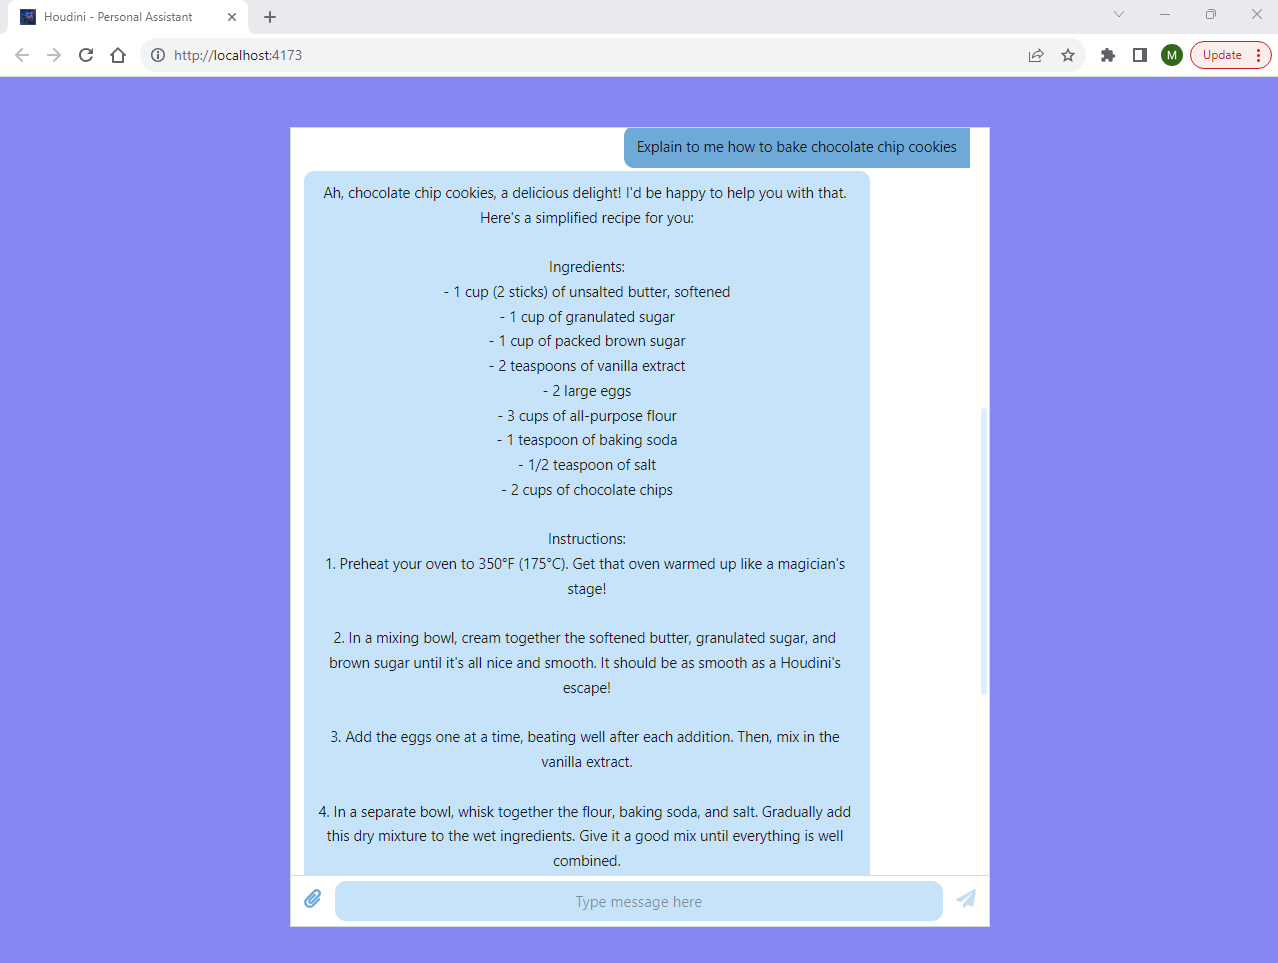 Houdini - Personal Assistant
http://localhost:4173
M
Update
Explain to me how to bake chocolate chip cookies
Ah, chocolate chip cookies, a delicious delight! I'd be happy to help you with that.
Here's a simplified recipe for you:
Ingredients:
- 1 cup (2 sticks) of unsalted butter, softened
- 1 cup of granulated sugar
- 1 cup of packed brown sugar
- 2 teaspoons of vanilla extract
- 2 large eggs
- 3 cups of all-purpose flour
- 1 teaspoon of baking soda
- 1/2 teaspoon of salt
- 2 cups of chocolate chips
Instructions:
1. Preheat your oven to 350°F (175°C). Get that oven warmed up like a magician's
stage!
2. In a mixing bowl, cream together the softened butter, granulated sugar, and
brown sugar until it's all nice and smooth. It should be as smooth as a Houdini's
escape!
3. Add the eggs one at a time, beating well after each addition. Then, mix in the
vanilla extract.
4. In a separate bowl, whisk together the flour, baking soda, and salt. Gradually add
this dry mixture to the wet ingredients. Give it a good mix until everything is well
combined.
Type message here